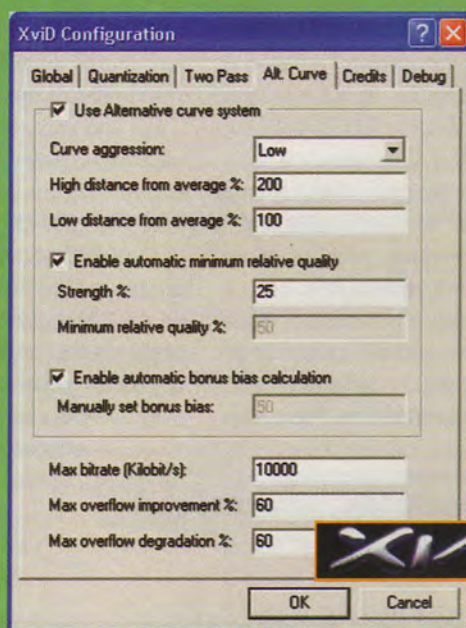 XviD Configuration
Global Quantization Two Pass Alt. Curve Credits Debug
Use Alternative curve system
Curve aggression: Low
High distance from average %: 200
Low distance from average %: 100
Enable automatic minimum relative quality
Strength %: 25
Minimum relative quality %: 50
Enable automatic bonus bias calculation
Manually set bonus bias: 50
Max bitrate (Kilobit/s): 10000
Max overflow improvement %: 60
Max overflow degradation %: 60
OK Cancel